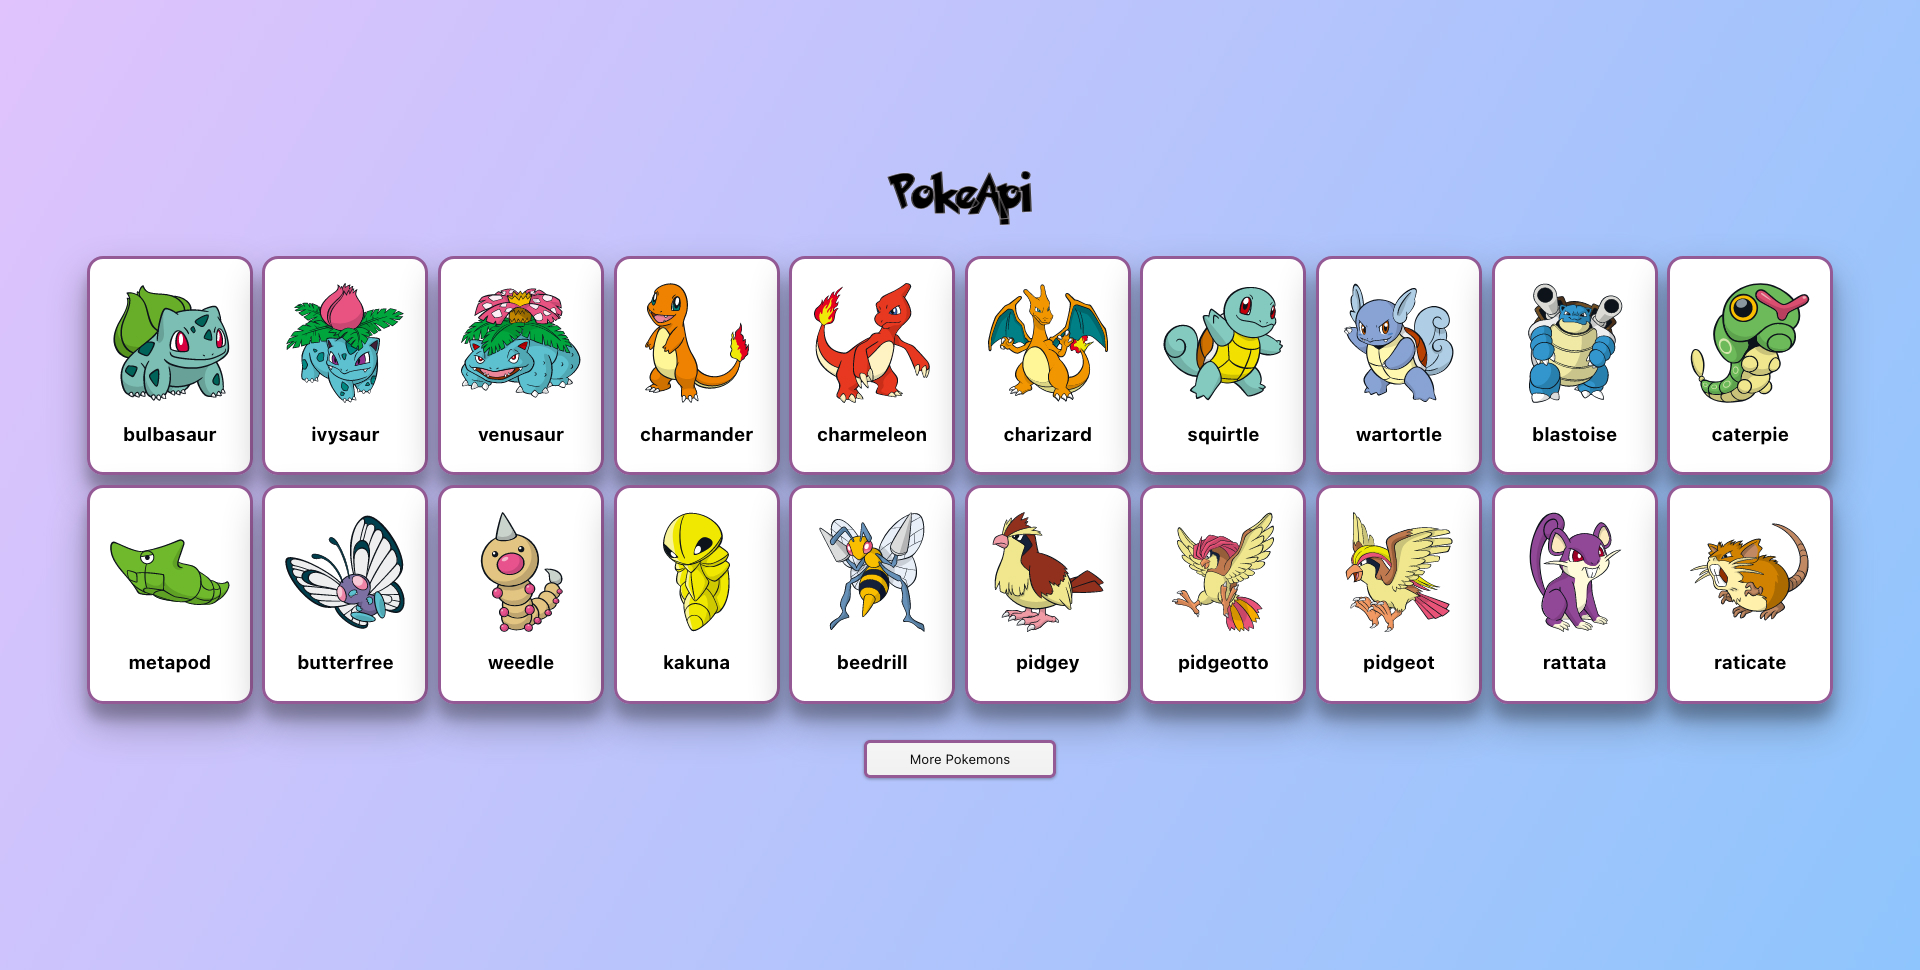 PokeApi
bulbasaur
ivysaur
venusaur
charmander
charmeleon
charizard
squirtle
wartortle
blastoise
caterpie
metapod
butterfree
weedle
kakuna
beedrill
pidgey
pidgeotto
pidgeot
rattata
raticate
More Pokemons